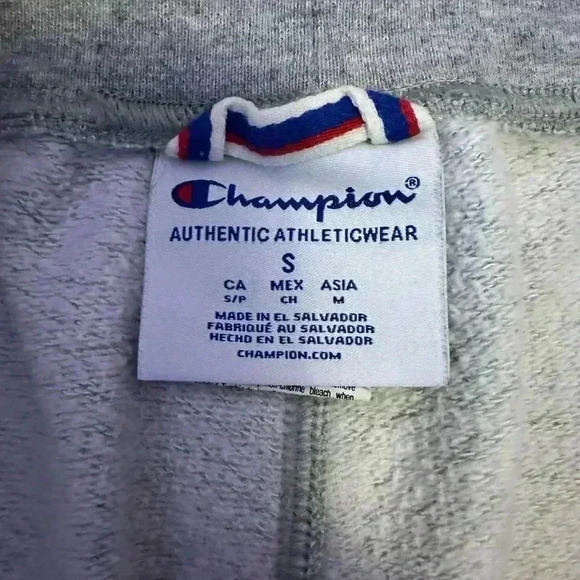 Champion®
AUTHENTIC ATHLETICWEAR
S
CA MEX ASIA
S/P CH M
MADE IN EL SALVADOR
FABRIQUÉ AU SALVADOR
HECHO EN EL SALVADOR
CHAMPION.COM
bleach when